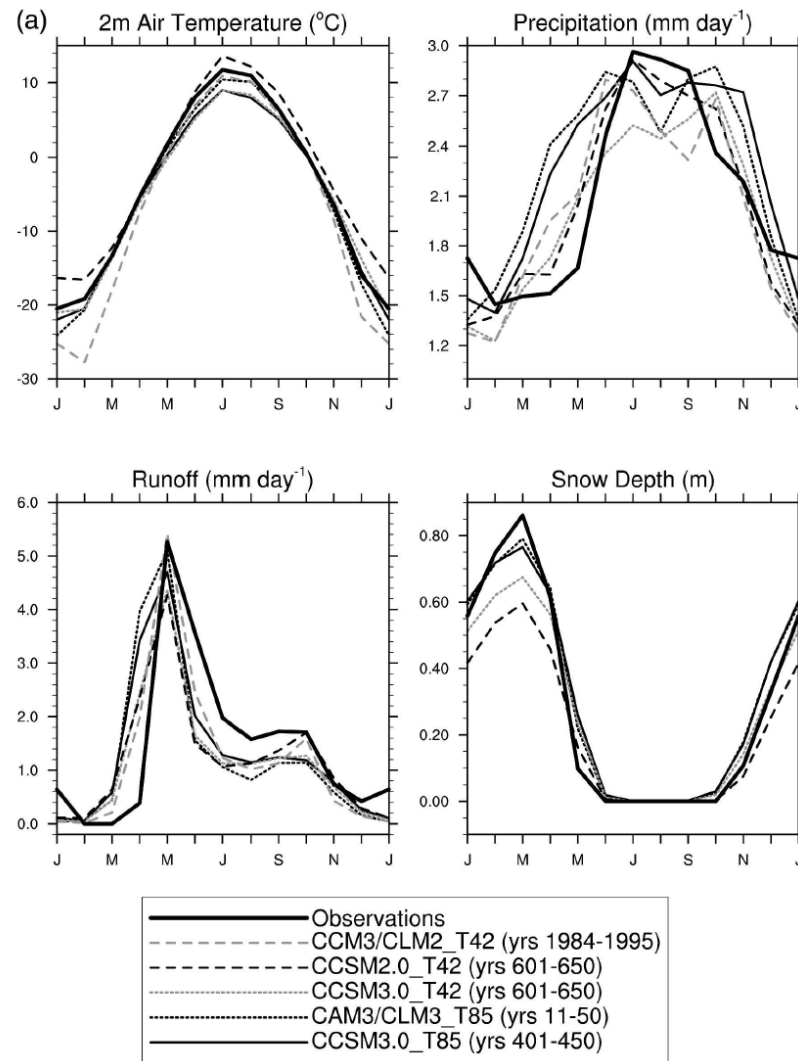 (a)
2m Air Temperature (°C)
10
0
-10
-20
-30
J M M J S N J
Precipitation (mm day⁻¹)
3.0
2.7
2.4
2.1
1.8
1.5
1.2
J M M J S N J
Runoff (mm day⁻¹)
6.0
5.0
4.0
3.0
2.0
1.0
0.0
J M M J S N J
Snow Depth (m)
0.80
0.60
0.40
0.20
0.00
J M M J S N J
Observations
CCM3/CLM2_T42 (yrs 1984-1995)
CCSM2.0_T42 (yrs 601-650)
CCSM3.0_T42 (yrs 601-650)
CAM3/CLM3_T85 (yrs 11-50)
CCSM3.0_T85 (yrs 401-450)